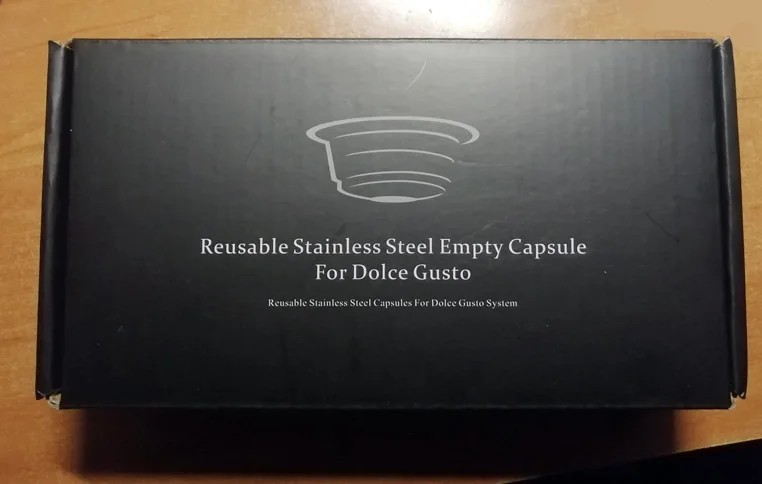 Reusable Stainless Steel Empty Capsule
For Dolce Gusto
Reusable Stainless Steel Capsules For Dolce Gusto System